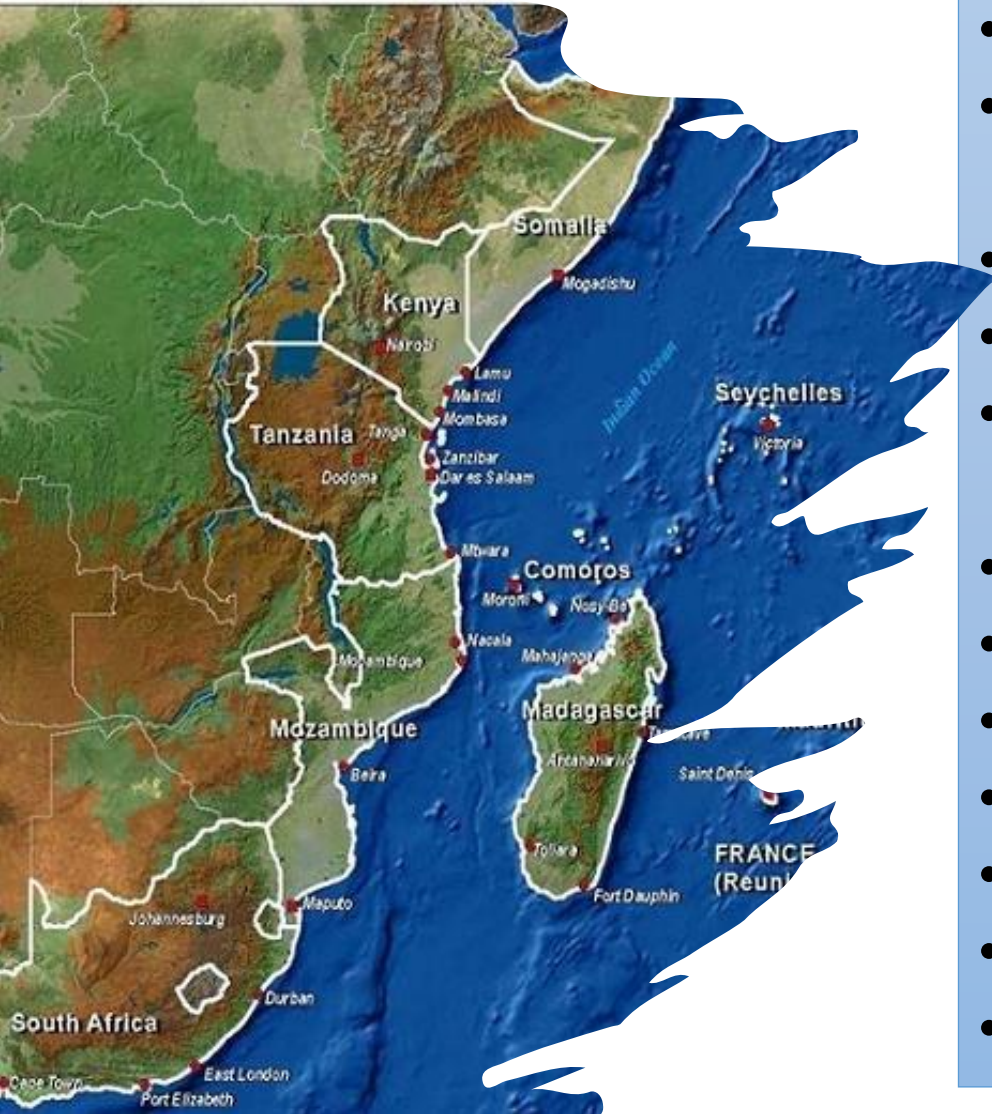 Somalia
Mogadishu
Kenya
Nairobi
Lamu
Malindi
Indian Ocean
Seychelles
Mombasa
Tanzania
Tanga
Victoria
Zanzibar
Dodoma
Dar es Salaam
Mtwara
Comoros
Moroni
Nosy Be
Nacala
Mahajanga
Mozambique
Madagascar
Mozambique
Antananarivo
Beira
Saint Denis
Toliara
FRANCE
(Reuni
Fort Dauphin
Maputo
Johannesburg
Durban
South Africa
East London
Cape Town
Port Elizabeth